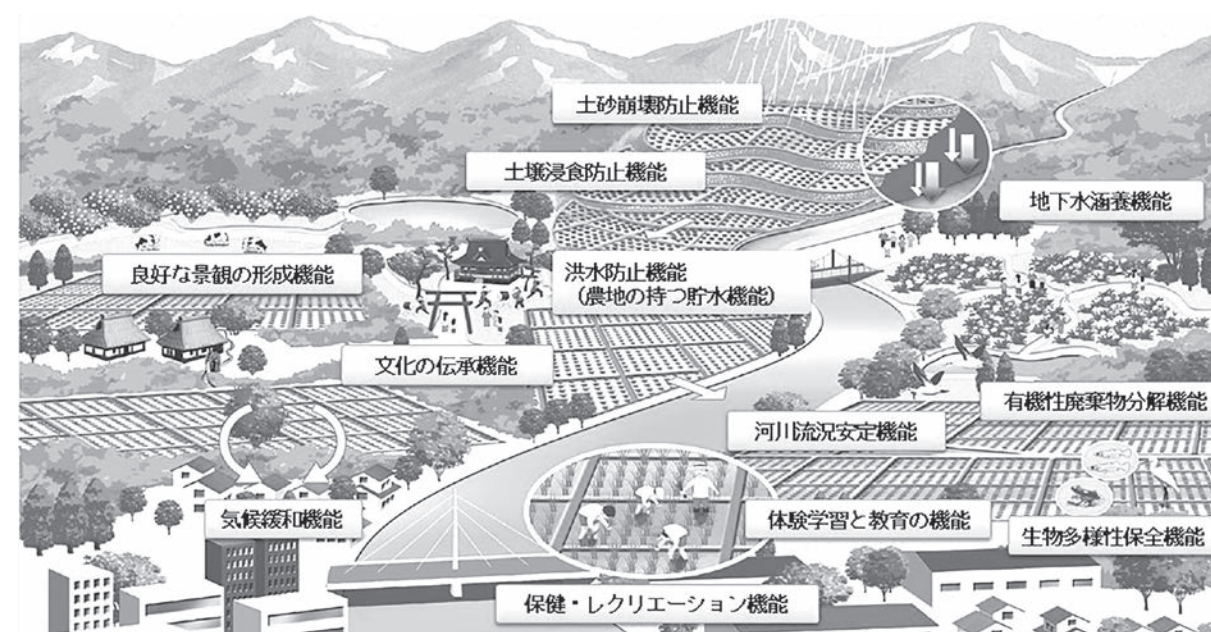 土砂崩壊防止機能
土壌浸食防止機能
地下水涵養機能
良好な景観の形成機能
洪水防止機能
（農地の持つ貯水機能）
文化の伝承機能
有機性廃棄物分解機能
河川流況安定機能
気候緩和機能
体験学習と教育の機能
生物多様性保全機能
保健・レクリエーション機能